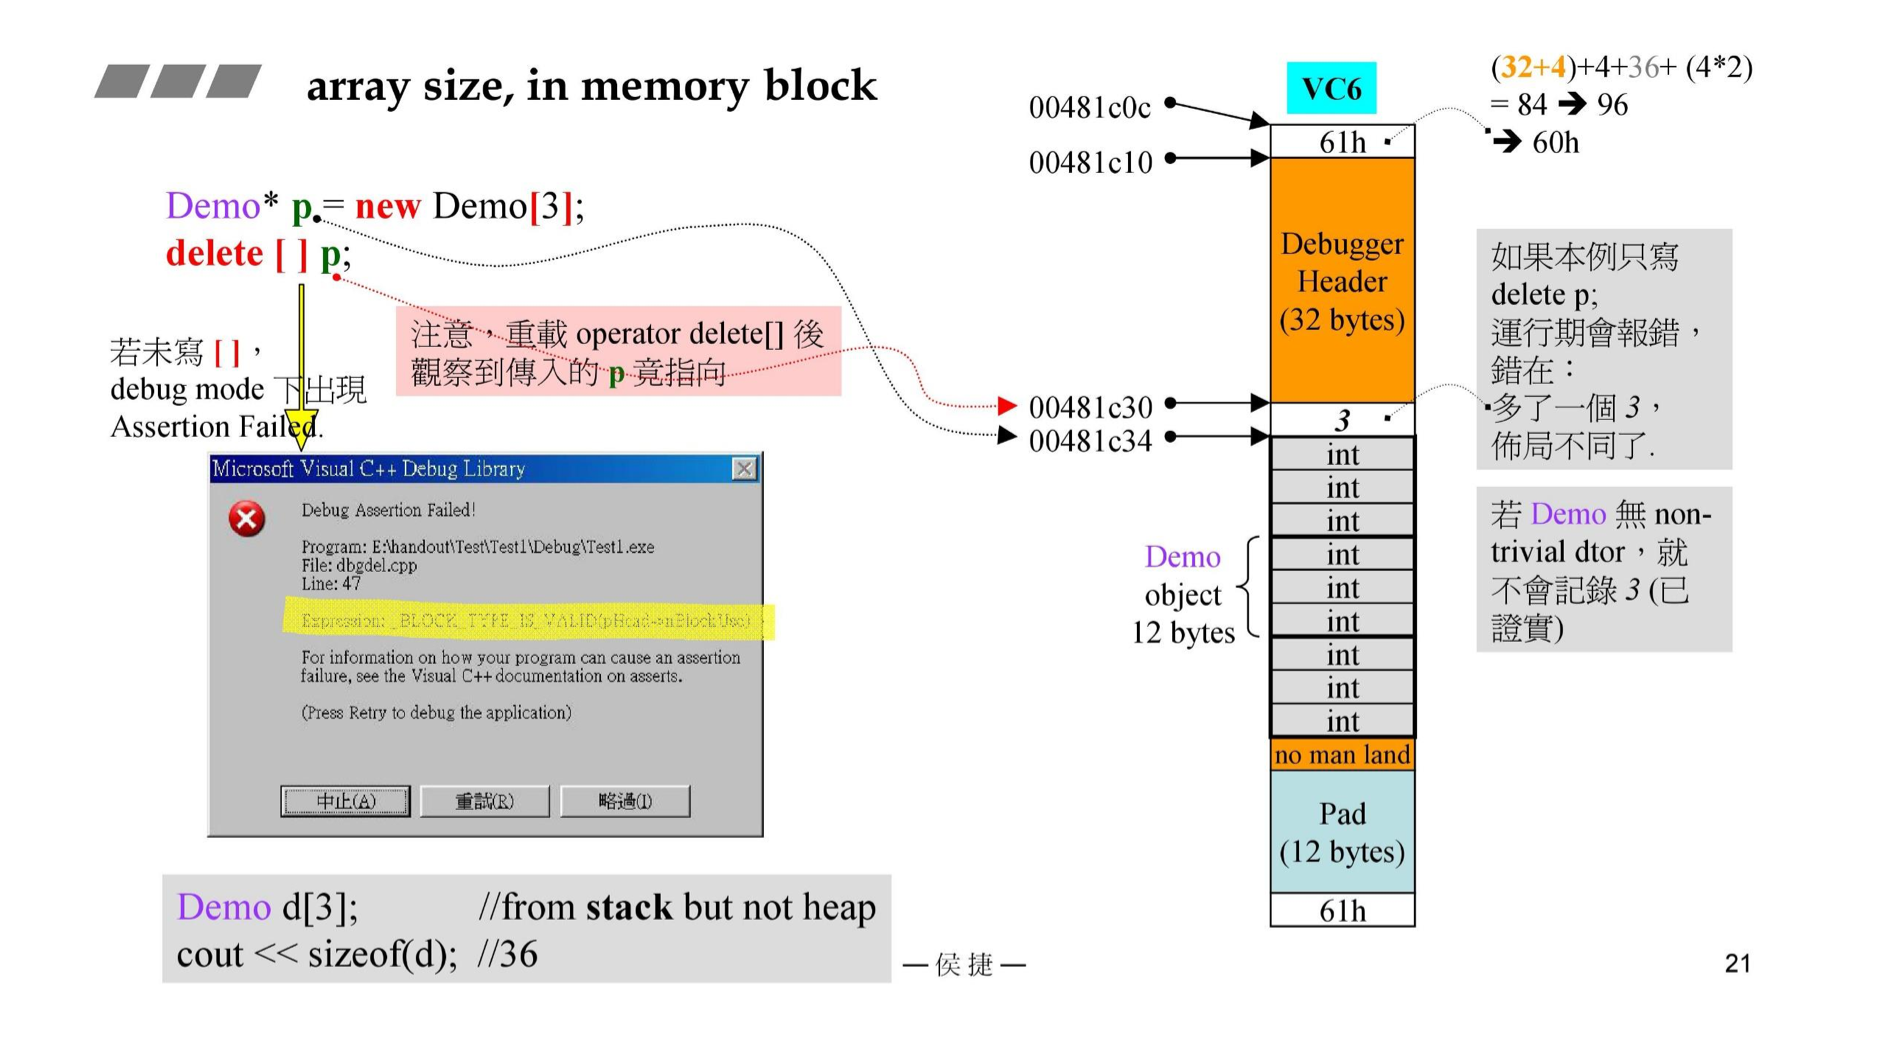 array size, in memory block
Demo* p = new Demo[3];
delete [ ] p;
若未寫 [ ]，
debug mode 下出現
Assertion Failed.
注意，重載 operator delete[] 後
觀察到傳入的 p 竟指向
Microsoft Visual C++ Debug Library
Debug Assertion Failed!
Program: E:\handout\Test\Test1\Debug\Test1.exe
File: dbgdel.cpp
Line: 47
Expression: _BLOCK_TYPE_IS_VALID(pHead->nBlockUse)
For information on how your program can cause an assertion
failure, see the Visual C++ documentation on asserts.
(Press Retry to debug the application)
中止(A)
重試(R)
略過(I)
Demo d[3]; //from stack but not heap
cout << sizeof(d); //36
VC6
00481c0c
00481c10
00481c30
00481c34
61h
Debugger
Header
(32 bytes)
3
int
int
int
int
int
int
int
int
int
no man land
Pad
(12 bytes)
61h
Demo
object
12 bytes
(32+4)+4+36+ (4*2)
= 84 ➔ 96
➔ 60h
如果本例只寫
delete p;
運行期會報錯，
錯在：
多了一個 3，
佈局不同了.
若 Demo 無 non-
trivial dtor，就
不會記錄 3 (已
證實)
— 侯 捷 —
21